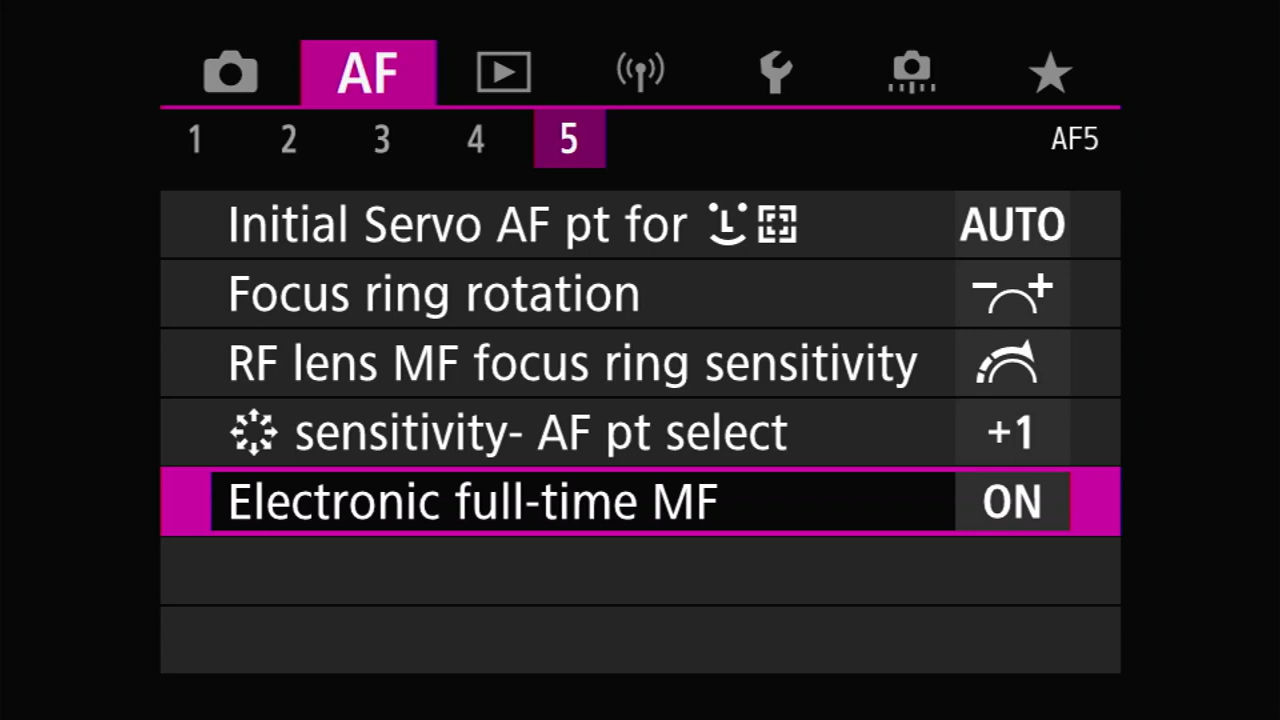 AF
1 2 3 4 5 AF5
Initial Servo AF pt for AUTO
Focus ring rotation - +
RF lens MF focus ring sensitivity
sensitivity- AF pt select +1
Electronic full-time MF ON